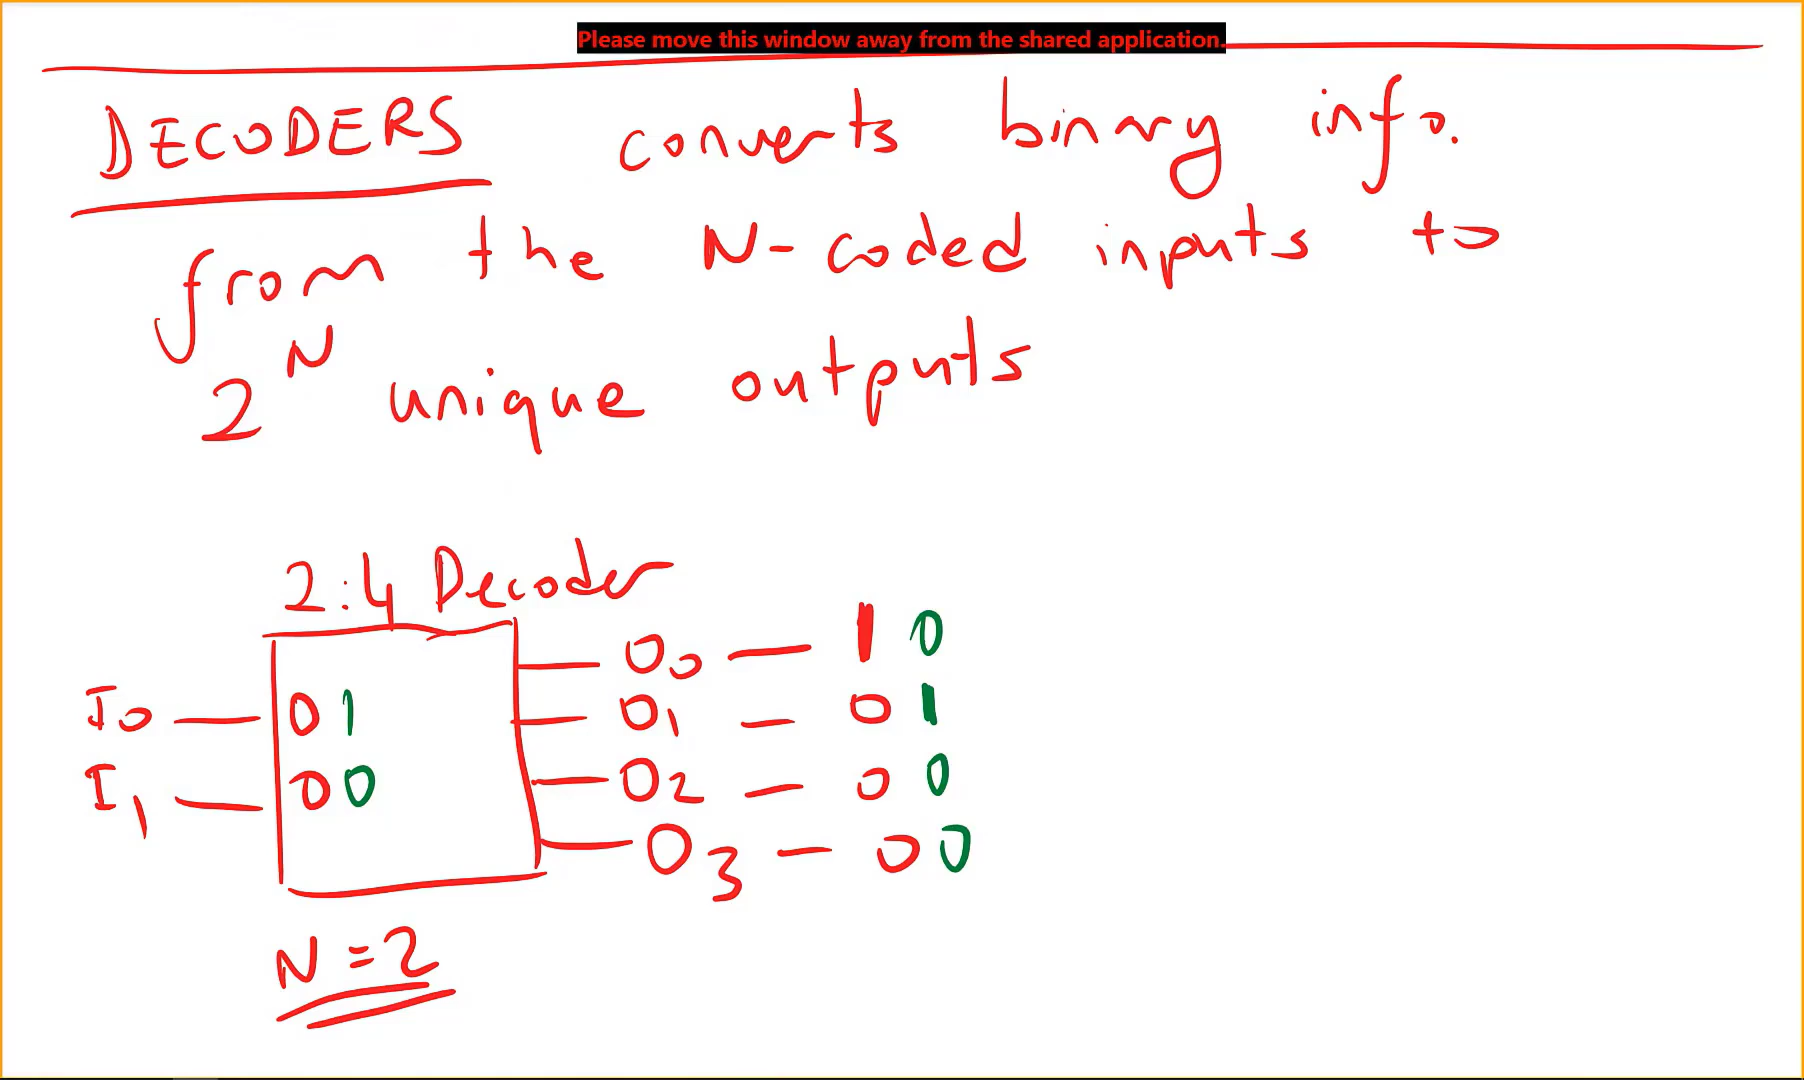 Please move this window away from the shared application.
DECODERS converts binary info.
from the N-coded inputs to
2^N unique outputs
2:4 Decoder
O0 — 1 0
I0 — 0 1 — O1 — 0 1
I1 — 0 0 — O2 — 0 0
O3 — 0 0
N=2